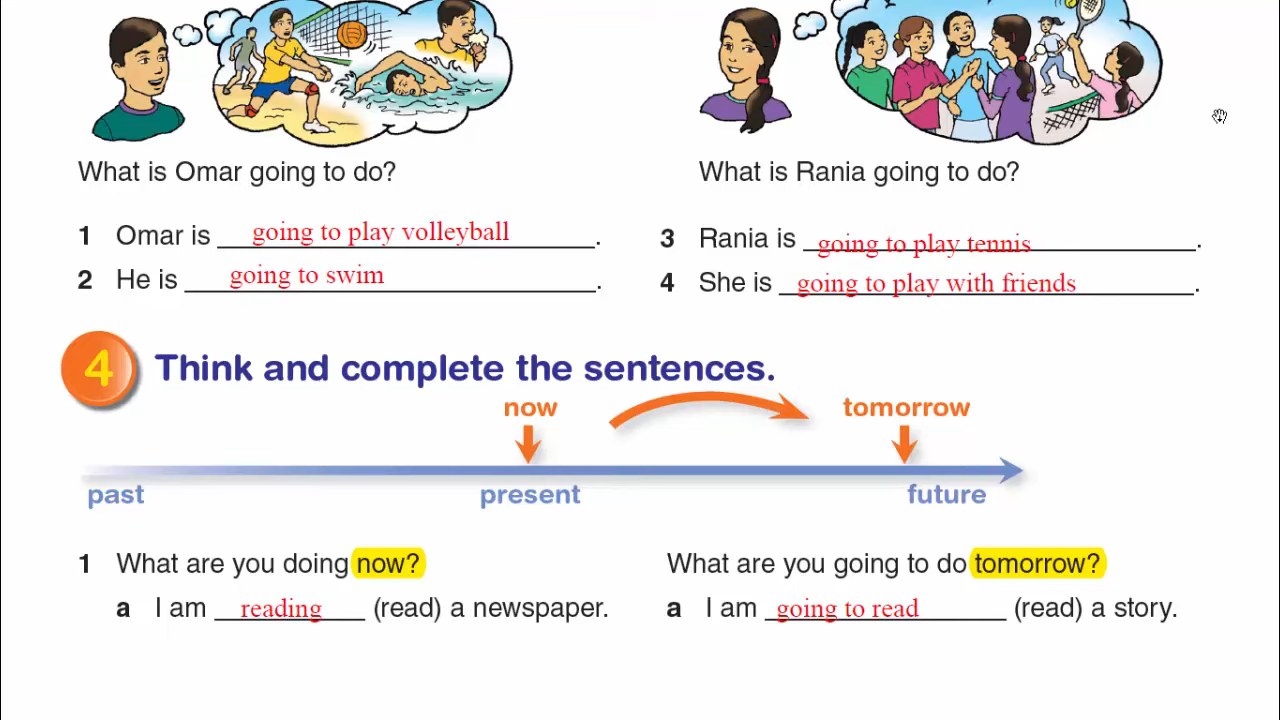 What is Omar going to do?
1 Omar is going to play volleyball.
2 He is going to swim.
What is Rania going to do?
3 Rania is going to play tennis.
4 She is going to play with friends.
4 Think and complete the sentences.
now tomorrow
past present future
1 What are you doing now?
a I am reading (read) a newspaper.
What are you going to do tomorrow?
a I am going to read (read) a story.